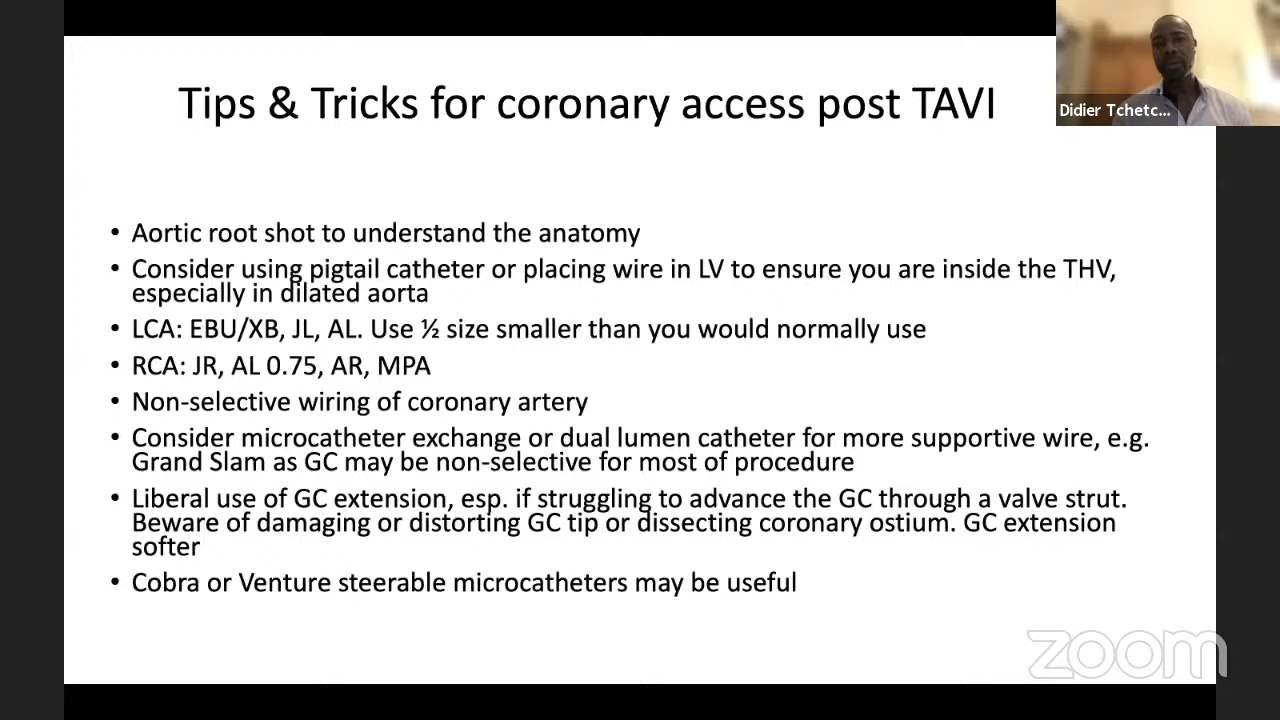 Tips & Tricks for coronary access post TAVI
Didier Tchetc...
• Aortic root shot to understand the anatomy
• Consider using pigtail catheter or placing wire in LV to ensure you are inside the THV,
especially in dilated aorta
• LCA: EBU/XB, JL, AL. Use ½ size smaller than you would normally use
• RCA: JR, AL 0.75, AR, MPA
• Non-selective wiring of coronary artery
• Consider microcatheter exchange or dual lumen catheter for more supportive wire, e.g.
Grand Slam as GC may be non-selective for most of procedure
• Liberal use of GC extension, esp. if struggling to advance the GC through a valve strut.
Beware of damaging or distorting GC tip or dissecting coronary ostium. GC extension
softer
• Cobra or Venture steerable microcatheters may be useful
zoom